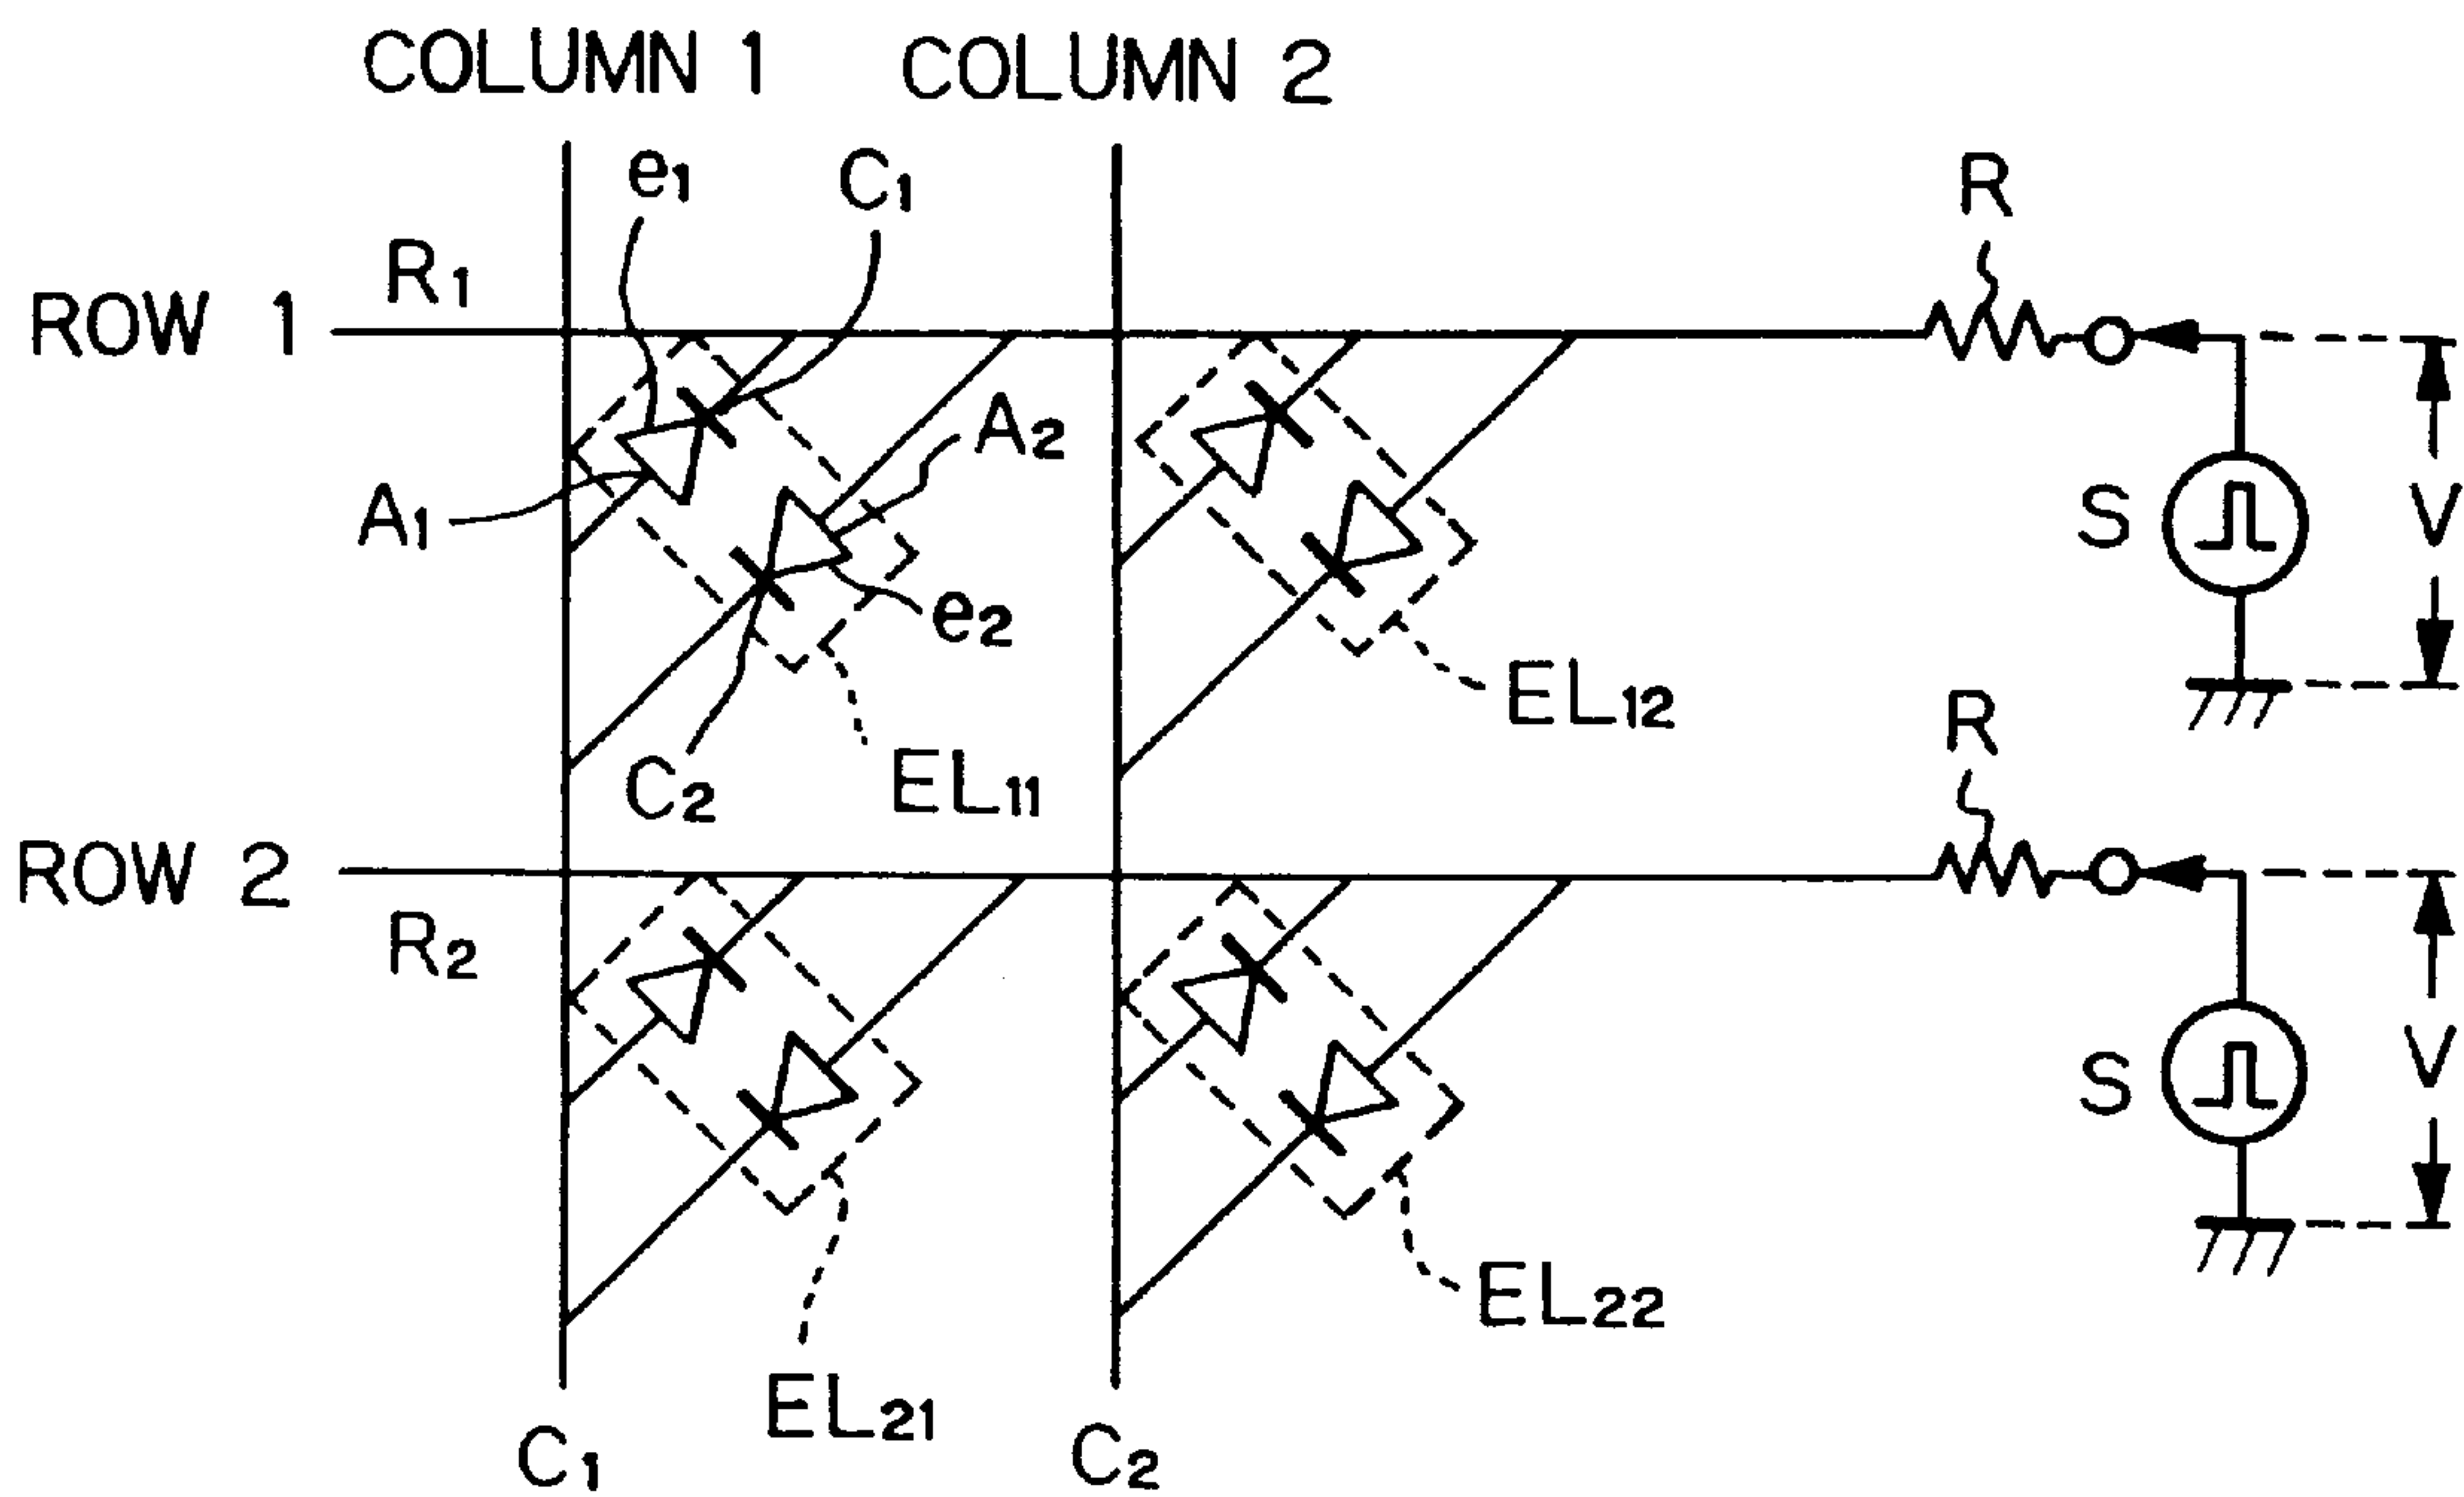 COLUMN 1 COLUMN 2
e1 C1 R
R1
ROW 1
A2
A1 S V
e2
EL12
R
C2 EL11
ROW 2
R2
S V
EL22
EL21
C1 C2